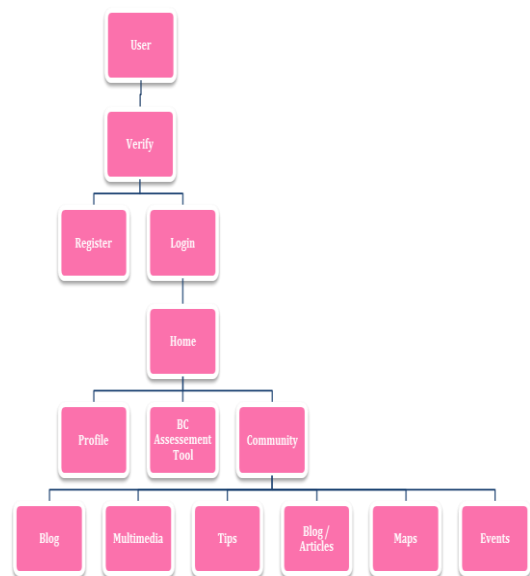 User
Verify
Register
Login
Home
Profile
BC
Assessement
Tool
Community
Blog
Multimedia
Tips
Blog /
Articles
Maps
Events